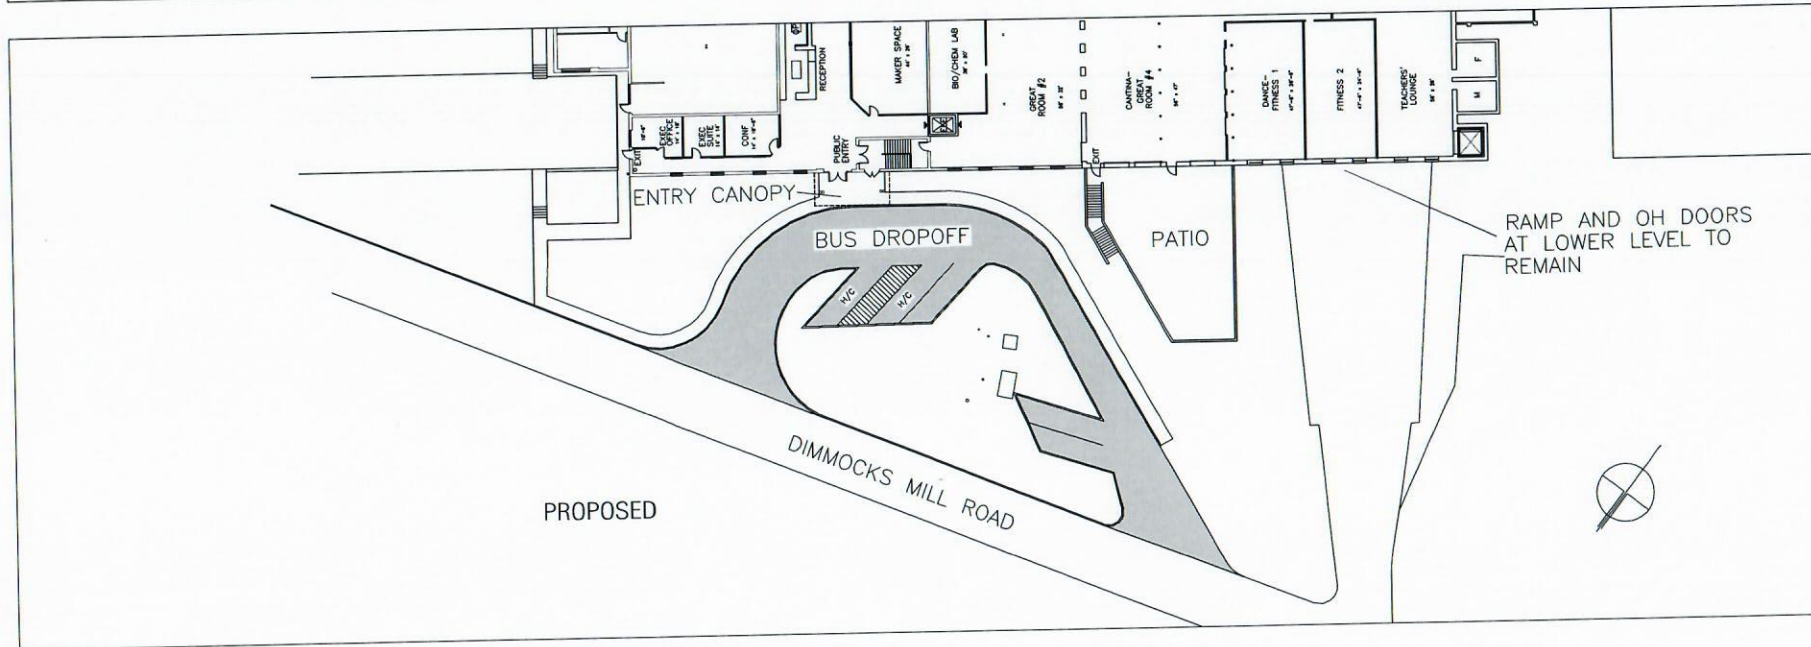 RECEPTION
MAKER SPACE
BIO/CHEM LAB
GREAT
ROOM #2
CANTINA-
GREAT
ROOM #4
DANCE-
FITNESS 1
FITNESS 2
TEACHERS'
LOUNGE
F
M
EXEC
OFFICE
EXEC
SUITE
CONF
EXIT
PUBLIC
ENTRY
EXIT
ENTRY CANOPY
BUS DROPOFF
H/C
H/C
PATIO
RAMP AND OH DOORS
AT LOWER LEVEL TO
REMAIN
DIMMOCKS MILL ROAD
PROPOSED